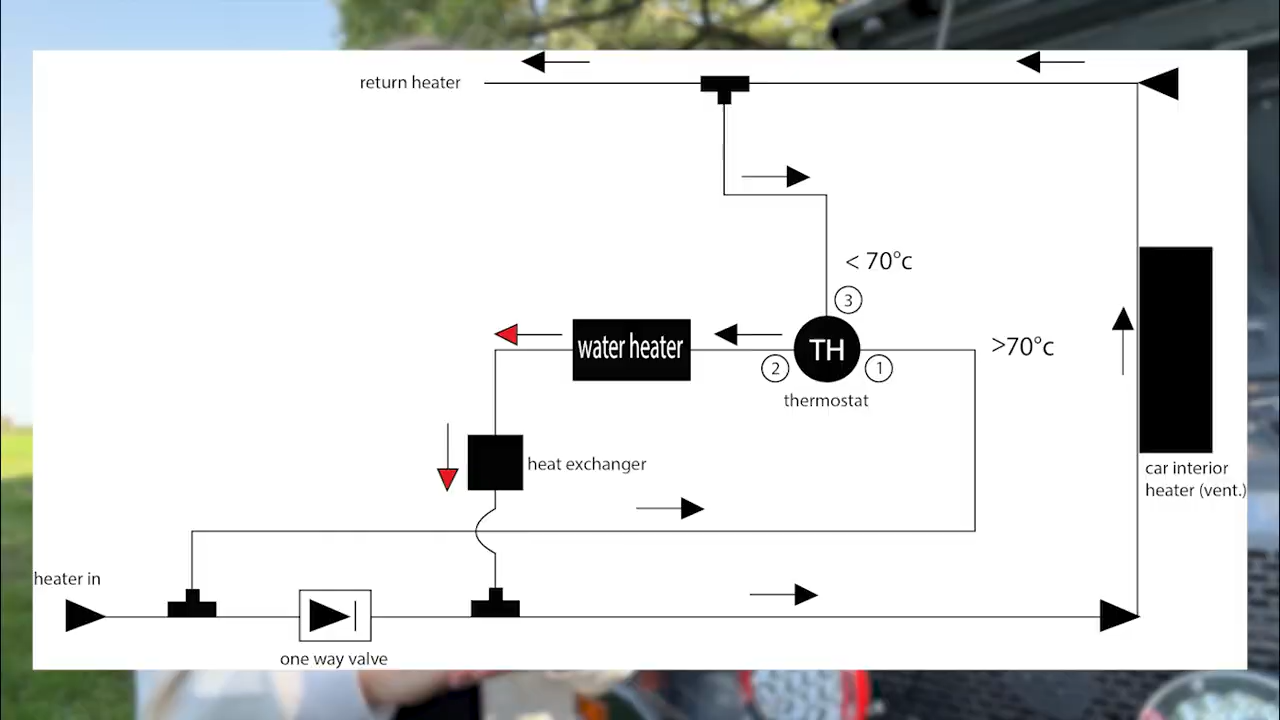 return heater
< 70°c
3
water heater
TH
>70°c
2
1
thermostat
heat exchanger
car interior
heater (vent.)
heater in
one way valve